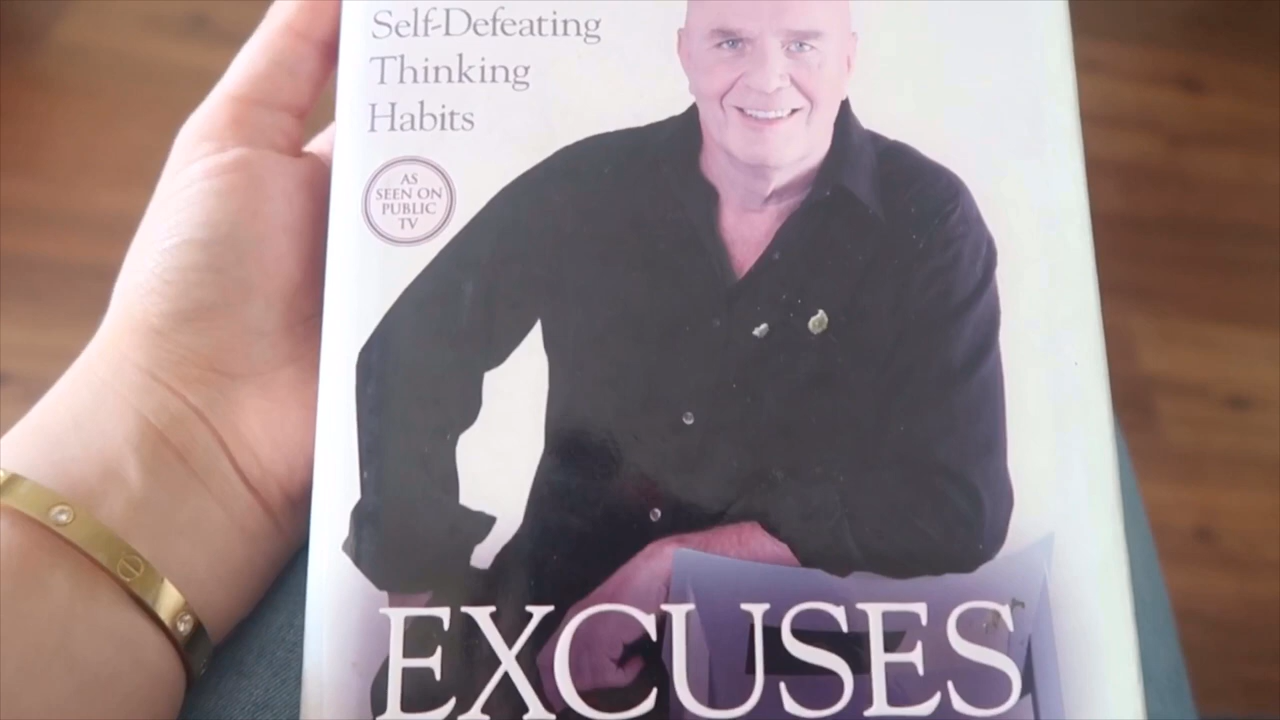 Self-Defeating
Thinking
Habits
AS
SEEN ON
PUBLIC
TV
EXCUSES